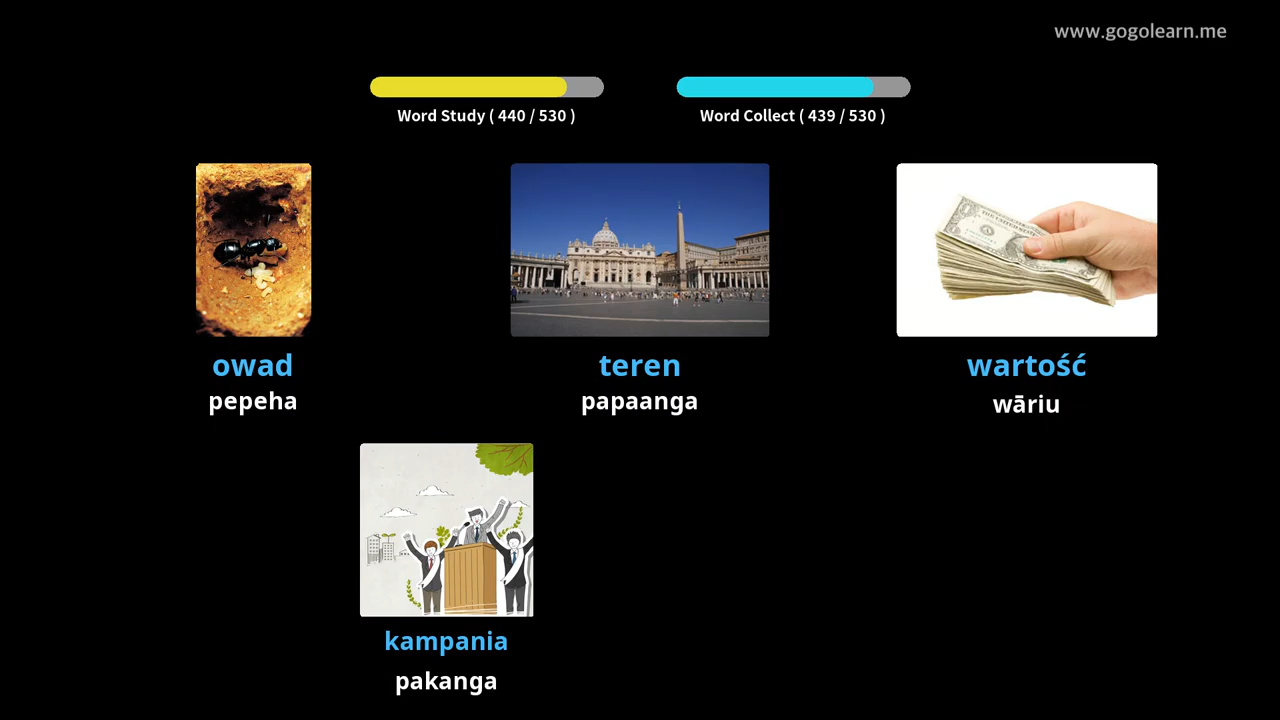 www.gogolearn.me
Word Study ( 440 / 530 )
Word Collect ( 439 / 530 )
owad
pepeha
teren
papaanga
wartość
wāriu
kampania
pakanga